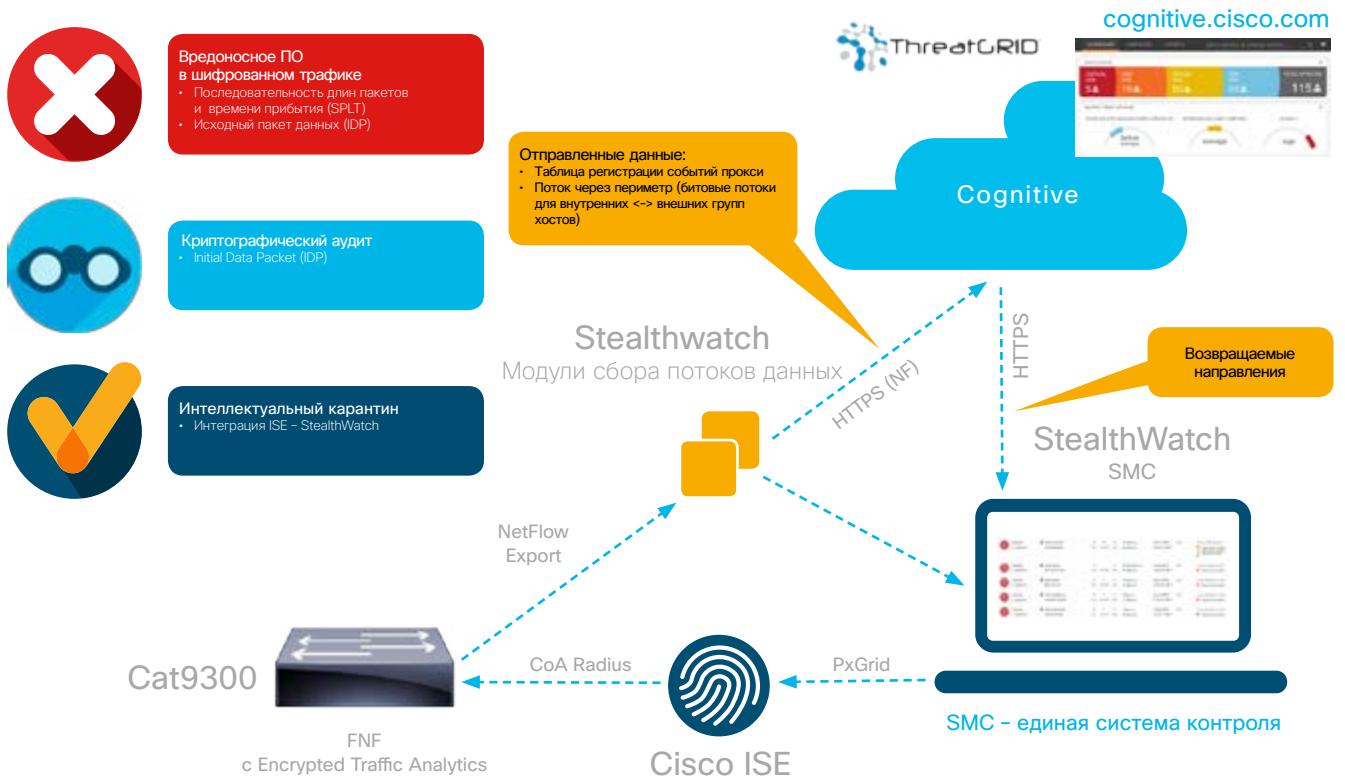 cognitive.cisco.com
ThreatGRID
Вредоносное ПО
в шифрованном трафике
• Последовательность длин пакетов
и времени прибытия (SPLT)
• Исходный пакет данных (IDP)
115
Отправленные данные:
• Таблица регистрации событий прокси
• Поток через периметр (битовые потоки
для внутренних <-> внешних групп
хостов)
Cognitive
Криптографический аудит
• Initial Data Packet (IDP)
Stealthwatch
Модули сбора потоков данных
HTTPS (NF)
HTTPS
Возвращаемые
направления
Интеллектуальный карантин
• Интеграция ISE – StealthWatch
StealthWatch
SMC
NetFlow
Export
Cat9300
CoA Radius
PxGrid
SMC – единая система контроля
FNF
с Encrypted Traffic Analytics
Cisco ISE